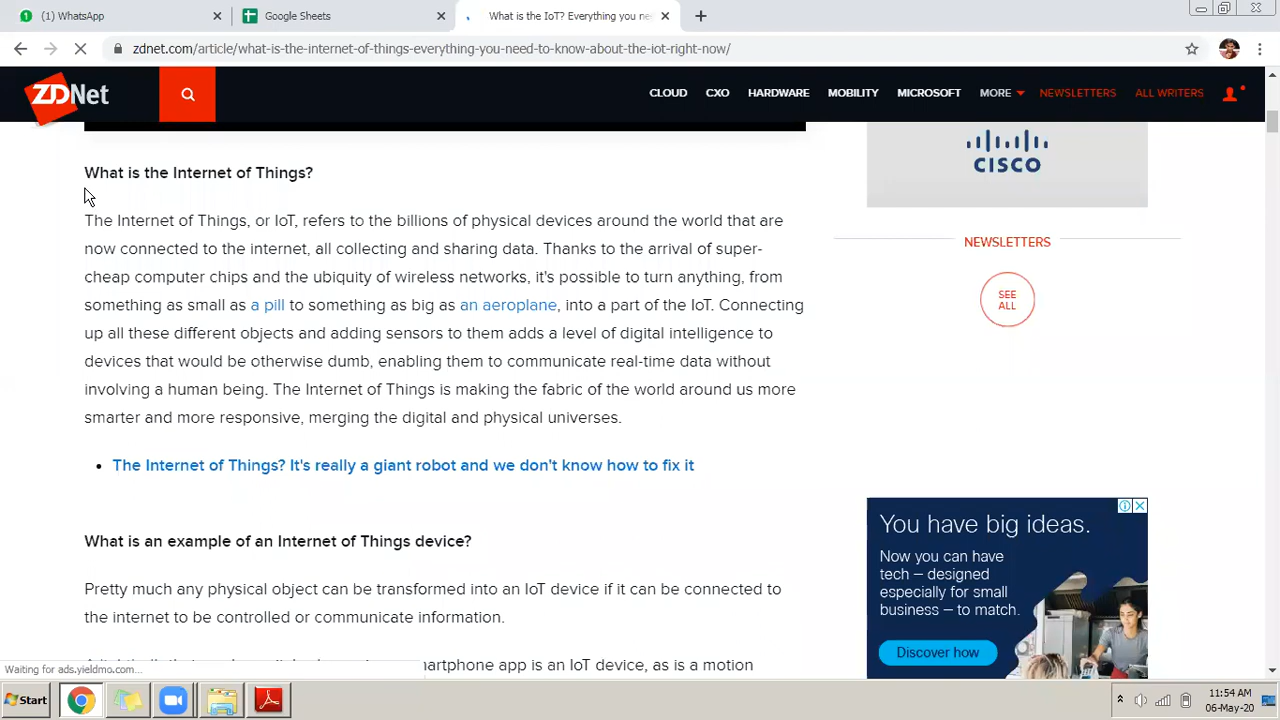 (1) WhatsApp
Google Sheets
What is the IoT? Everything you ne
zdnet.com/article/what-is-the-internet-of-things-everything-you-need-to-know-about-the-iot-right-now/
ZDNet
CLOUD CXO HARDWARE MOBILITY MICROSOFT MORE NEWSLETTERS ALL WRITERS
What is the Internet of Things?
The Internet of Things, or IoT, refers to the billions of physical devices around the world that are
now connected to the internet, all collecting and sharing data. Thanks to the arrival of super-
cheap computer chips and the ubiquity of wireless networks, it's possible to turn anything, from
something as small as a pill to something as big as an aeroplane, into a part of the IoT. Connecting
up all these different objects and adding sensors to them adds a level of digital intelligence to
devices that would be otherwise dumb, enabling them to communicate real-time data without
involving a human being. The Internet of Things is making the fabric of the world around us more
smarter and more responsive, merging the digital and physical universes.
• The Internet of Things? It's really a giant robot and we don't know how to fix it
What is an example of an Internet of Things device?
Pretty much any physical object can be transformed into an IoT device if it can be connected to
the internet to be controlled or communicate information.
smartphone app is an IoT device, as is a motion
CISCO
NEWSLETTERS
SEE
ALL
You have big ideas.
Now you can have
tech – designed
especially for small
business – to match.
Discover how
Waiting for ads.yieldmo.com...
Start
11:54 AM
06-May-20